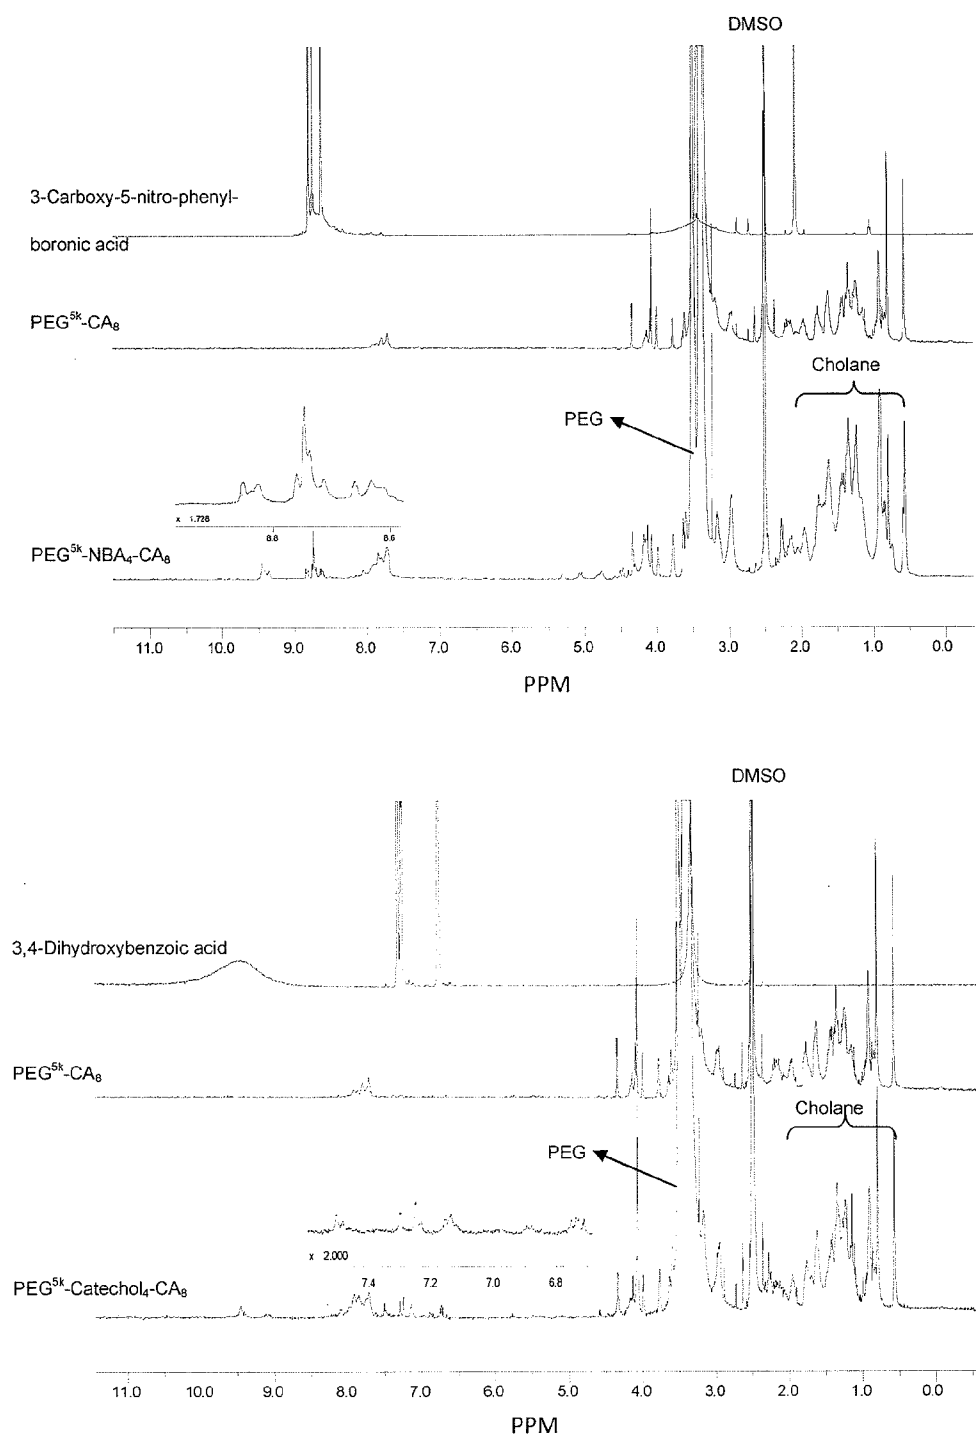 DMSO
3-Carboxy-5-nitro-phenyl-
boronic acid
PEG5k-CA8
Cholane
PEG
x 1.728
8.8 8.6
PEG5k-NBA4-CA8
11.0 10.0 9.0 8.0 7.0 6.0 5.0 4.0 3.0 2.0 1.0 0.0
PPM
DMSO
3,4-Dihydroxybenzoic acid
PEG5k-CA8
Cholane
PEG
x 2.000
7.4 7.2 7.0 6.8
PEG5k-Catechol4-CA8
11.0 10.0 9.0 8.0 7.0 6.0 5.0 4.0 3.0 2.0 1.0 0.0
PPM